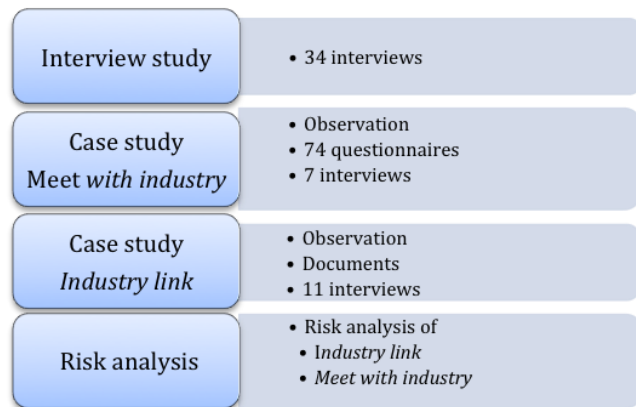 Interview study
• 34 interviews
Case study
Meet with industry
• Observation
• 74 questionnaires
• 7 interviews
Case study
Industry link
• Observation
• Documents
• 11 interviews
Risk analysis
• Risk analysis of
• Industry link
• Meet with industry